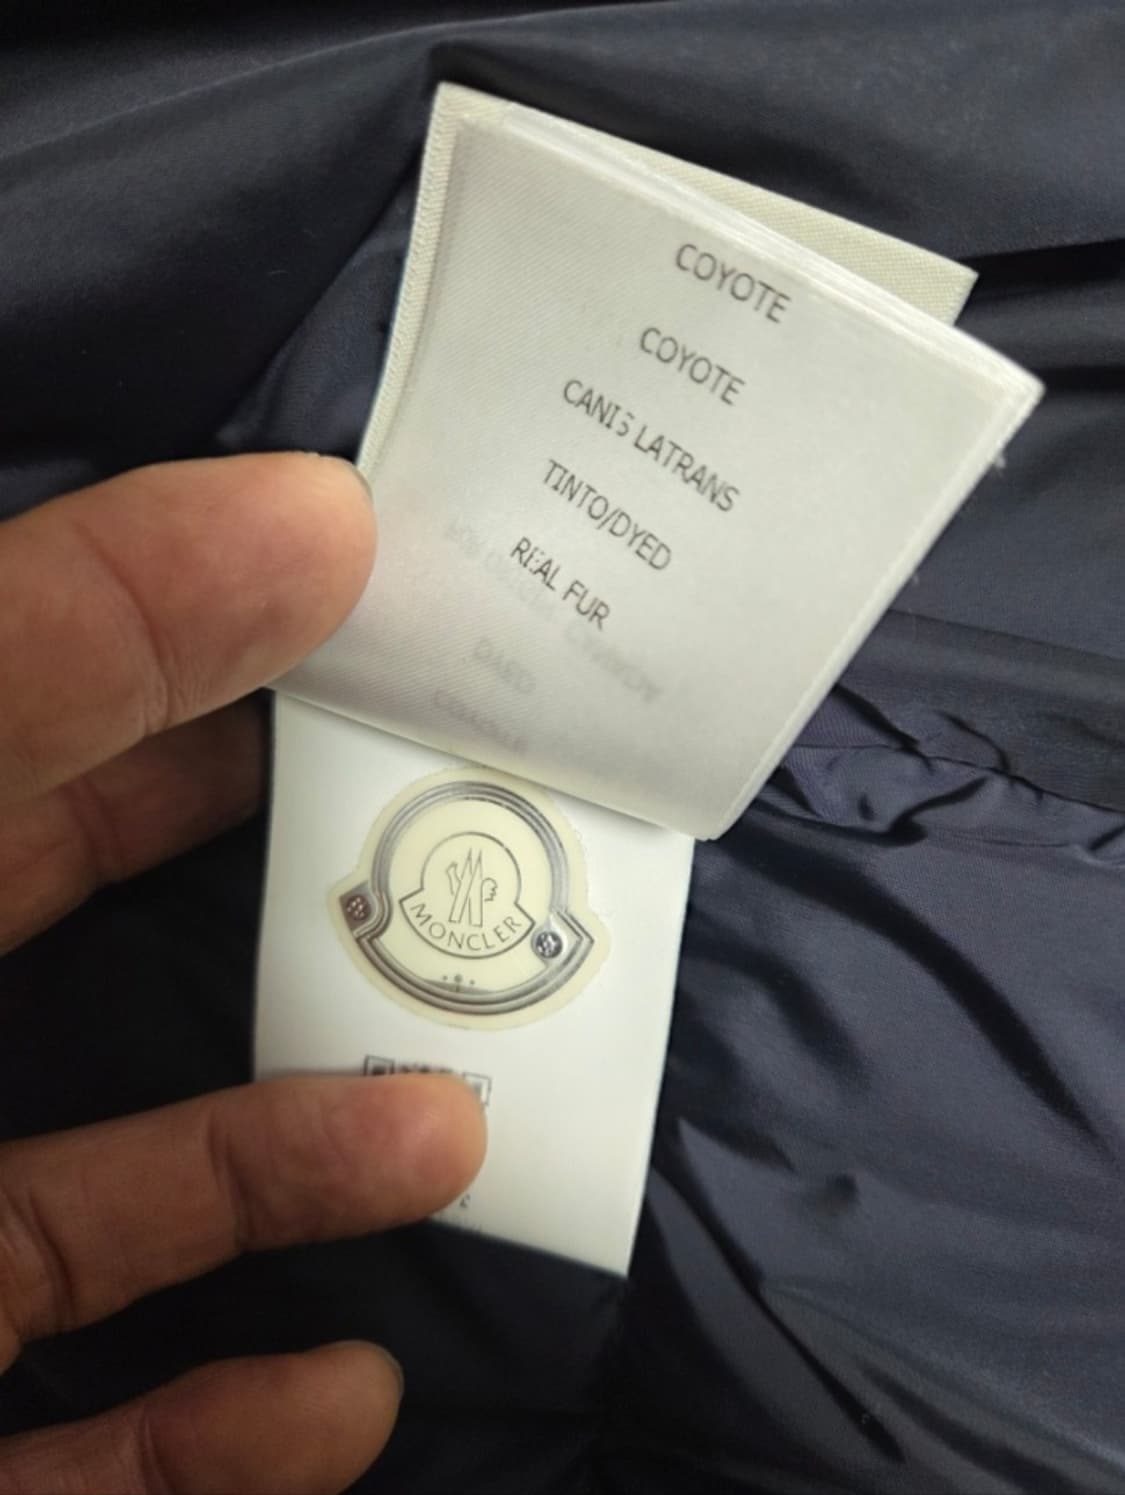 COYOTE
COYOTE
CANIS LATRANS
TINTO/DYED
REAL FUR
MONCLER